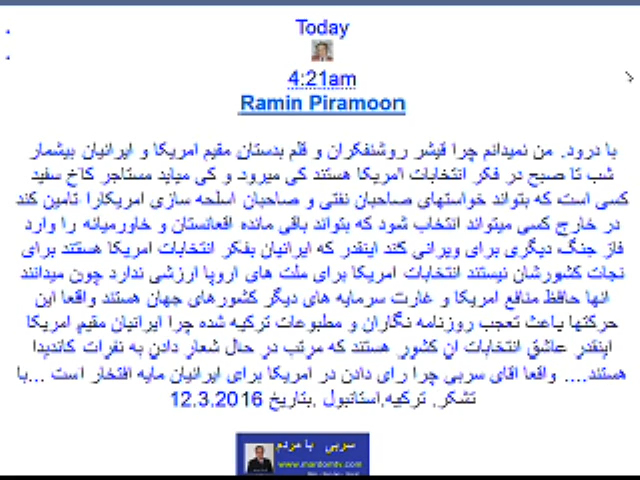 Today
4:21am
Ramin Piramoon
با درود. من نمیدانم چرا قیشر روشنفکران و قلم بدستان مقیم امریکا و ایرانیان بیشمار
شب تا صبح در فکر انتخابات امریکا هستند کی میرود و کی میاید مستاجر کاخ سفید
کسی است که بتواند خواستهای صاحبان نفتی و صاحبان اسلحه سازی امریکارا تامین کند
در خارج کسی میتواند انتخاب شود که بتواند باقی مانده افغانستان و خاورمیانه را وارد
فاز جنگ دیگری برای ویرانی کند اینقدر که ایرانیان بفکر انتخابات امریکا هستند برای
نجات کشورشان نیستند انتخابات امریکا برای ملت های اروپا ارزشی ندارد چون میدانند
انها حافظ منافع امریکا و غارت سرمایه های دیگر کشورهای جهان هستند واقعا این
حرکتها باعث تعجب روزنامه نگاران و مطبوعات ترکیه شده چرا ایرانیان مقیم امریکا
اینقدر عاشق انتخابات ان کشور هستند که مرتب در حال شعار دادن به نفرات کاندیدا
هستند.... واقعا اقای سربی چرا رای دادن در امریکا برای ایرانیان مایه افتخار است ...با
تشکر. ترکیه,استانبول ,بتاریخ 12.3.2016
سربی با مردم
www.mardomtv.com